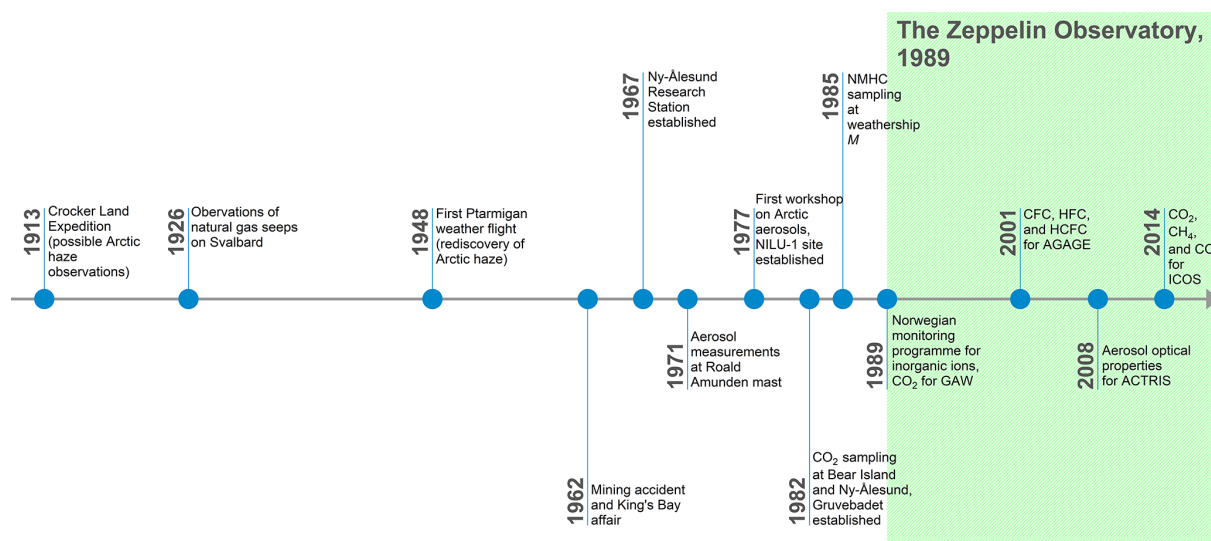 The Zeppelin Observatory,
1989
1913
Crocker Land
Expedition
(possible Arctic
haze
observations)
1926
Obervations of
natural gas seeps
on Svalbard
1948
First Ptarmigan
weather flight
(rediscovery of
Arctic haze)
1962
Mining accident
and King's Bay
affair
1967
Ny-Ålesund
Research
Station
established
1971
Aerosol
measurements
at Roald
Amunden mast
1977
First workshop
on Arctic
aerosols,
NILU-1 site
established
1982
CO₂ sampling
at Bear Island
and Ny-Ålesund,
Gruvebadet
established
1985
NMHC
sampling
at
weathership
M
1989
Norwegian
monitoring
programme for
inorganic ions,
CO₂ for GAW
2001
CFC, HFC,
and HCFC
for AGAGE
2008
Aerosol optical
properties
for ACTRIS
2014
CO₂,
CH₄,
and CO
for
ICOS